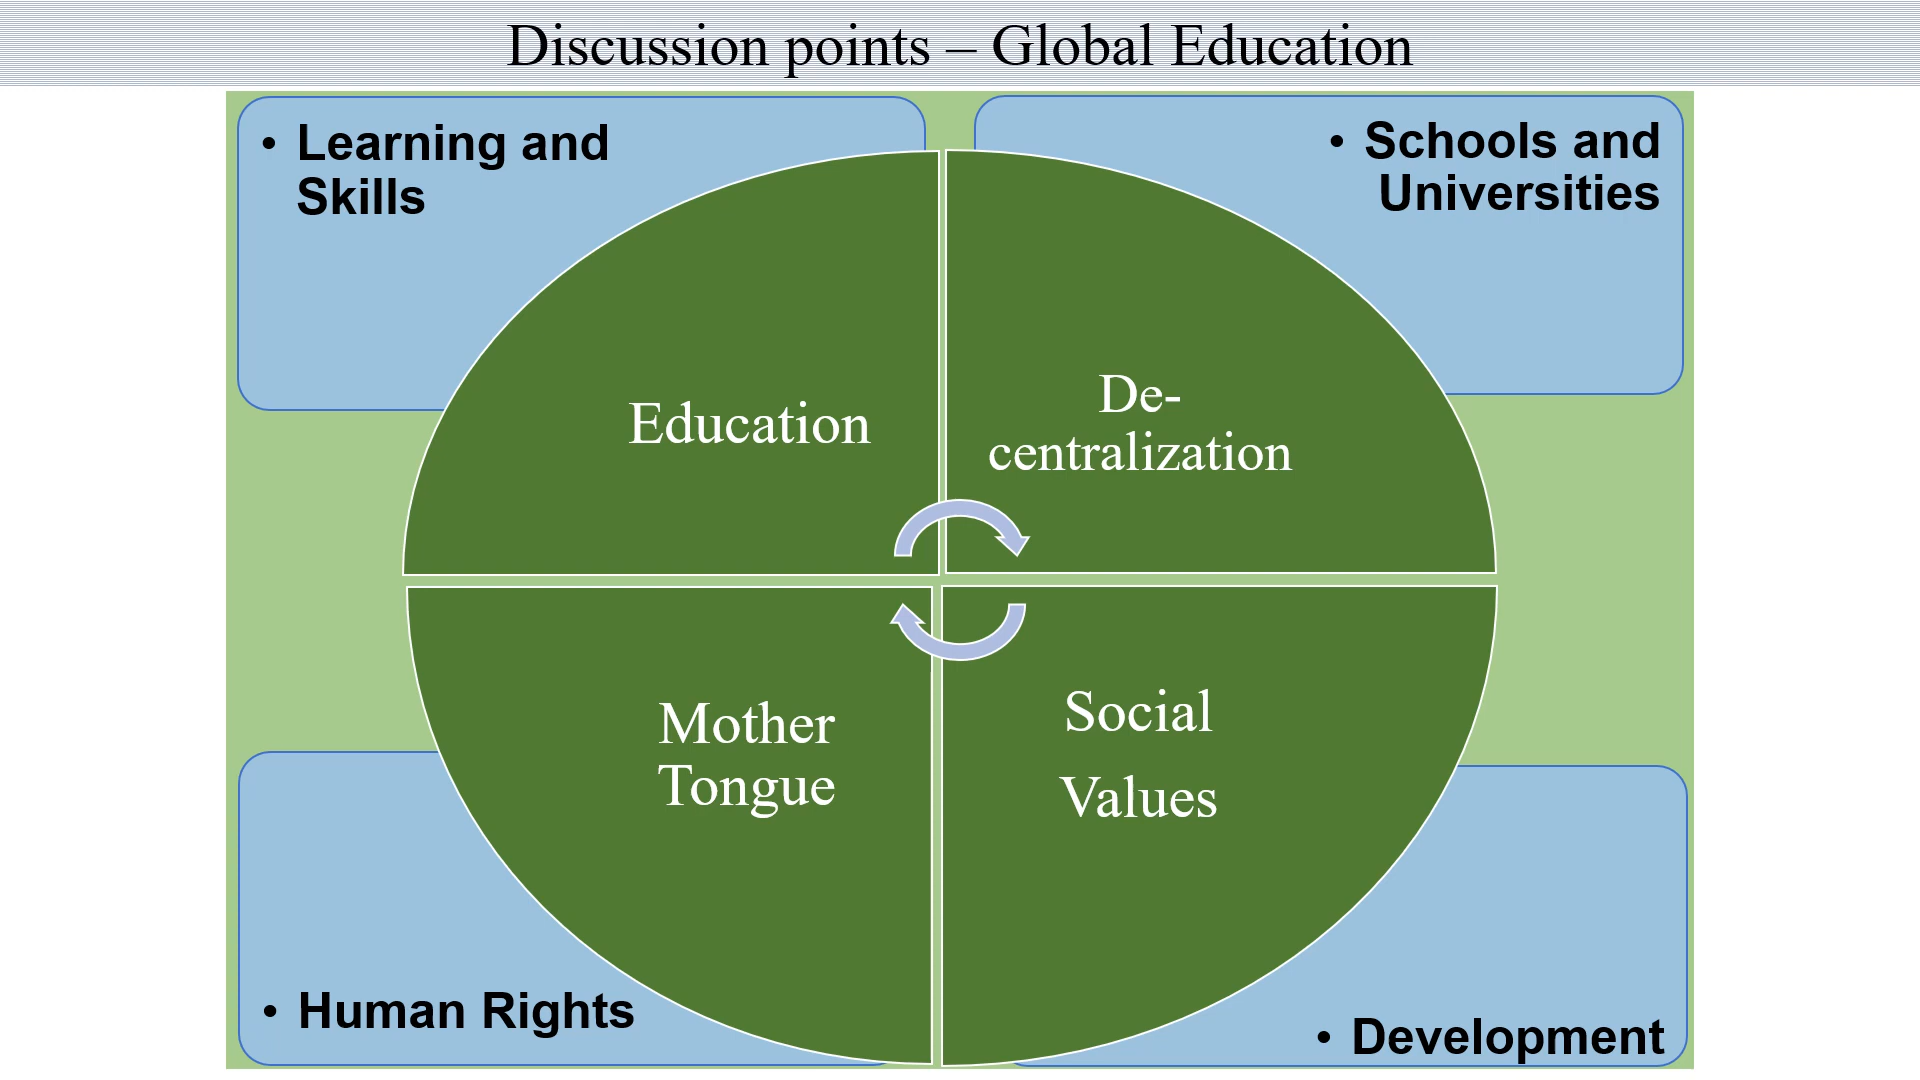 Discussion points – Global Education
• Learning and
Skills
• Schools and
Universities
Education
De-
centralization
Mother
Tongue
Social
Values
• Human Rights
• Development